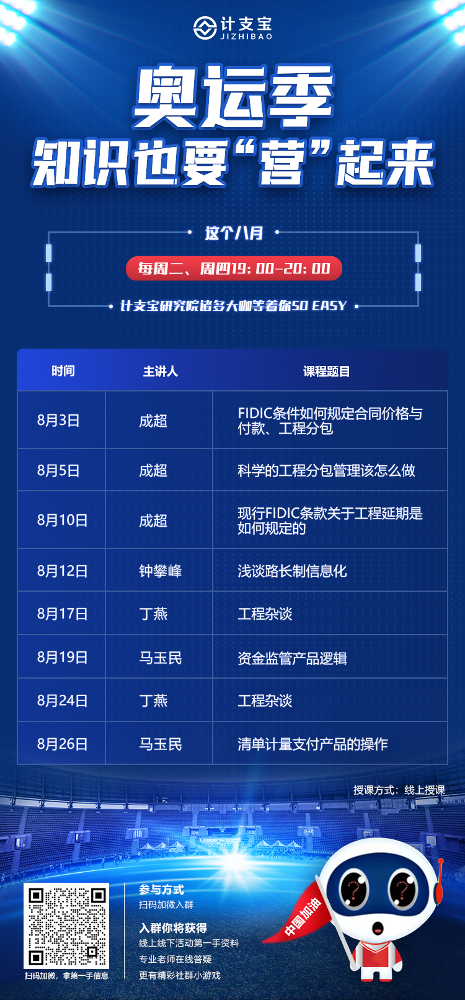 计支宝
JIZHIBAO
奥运季
知识也要“营”起来
这个八月
每周二、周四19: 00-20: 00
计支宝研究院诸多大咖等着你SO EASY
时间 主讲人 课程题目
8月3日 成超 FIDIC条件如何规定合同价格与
付款、工程分包
8月5日 成超 科学的工程分包管理该怎么做
8月10日 成超 现行FIDIC条款关于工程延期是
如何规定的
8月12日 钟攀峰 浅谈路长制信息化
8月17日 丁燕 工程杂谈
8月19日 马玉民 资金监管产品逻辑
8月24日 丁燕 工程杂谈
8月26日 马玉民 清单计量支付产品的操作
授课方式：线上授课
参与方式
扫码加微入群
入群你将获得
线上线下活动第一手资料
专业老师在线答疑
更有精彩社群小游戏
扫码加微，拿第一手信息
中国加油